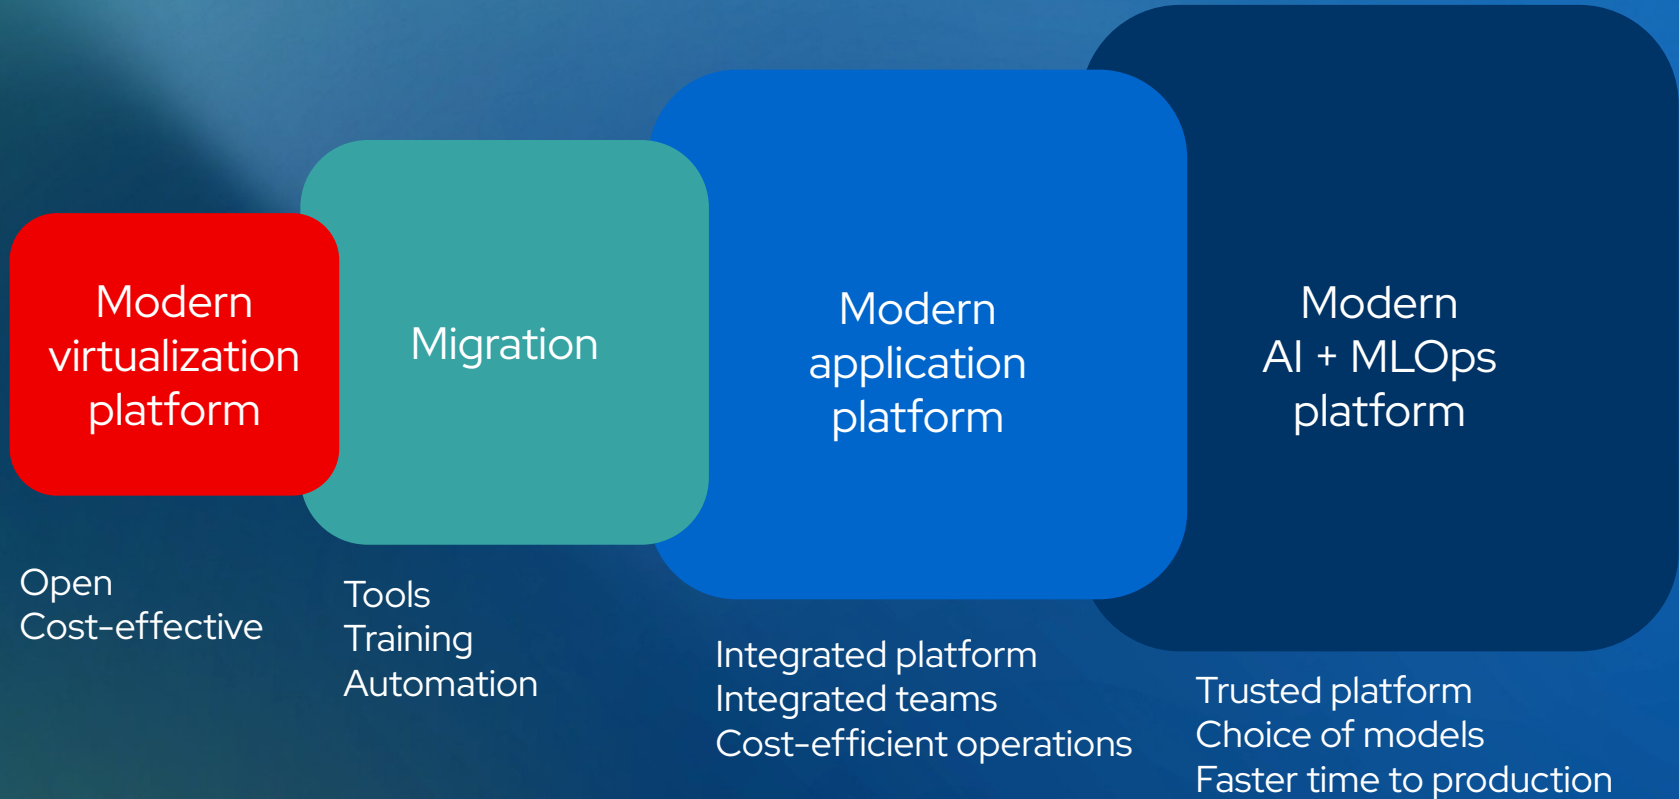 Modern
virtualization
platform
Open
Cost-effective
Migration
Tools
Training
Automation
Modern
application
platform
Integrated platform
Integrated teams
Cost-efficient operations
Modern
AI + MLOps
platform
Trusted platform
Choice of models
Faster time to production